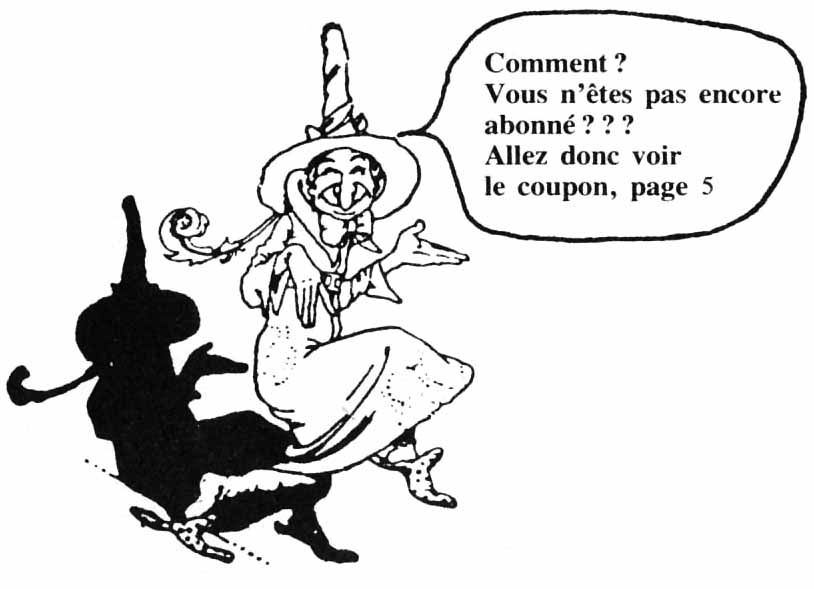 Comment ?
Vous n'êtes pas encore
abonné ? ? ?
Allez donc voir
le coupon, page 5